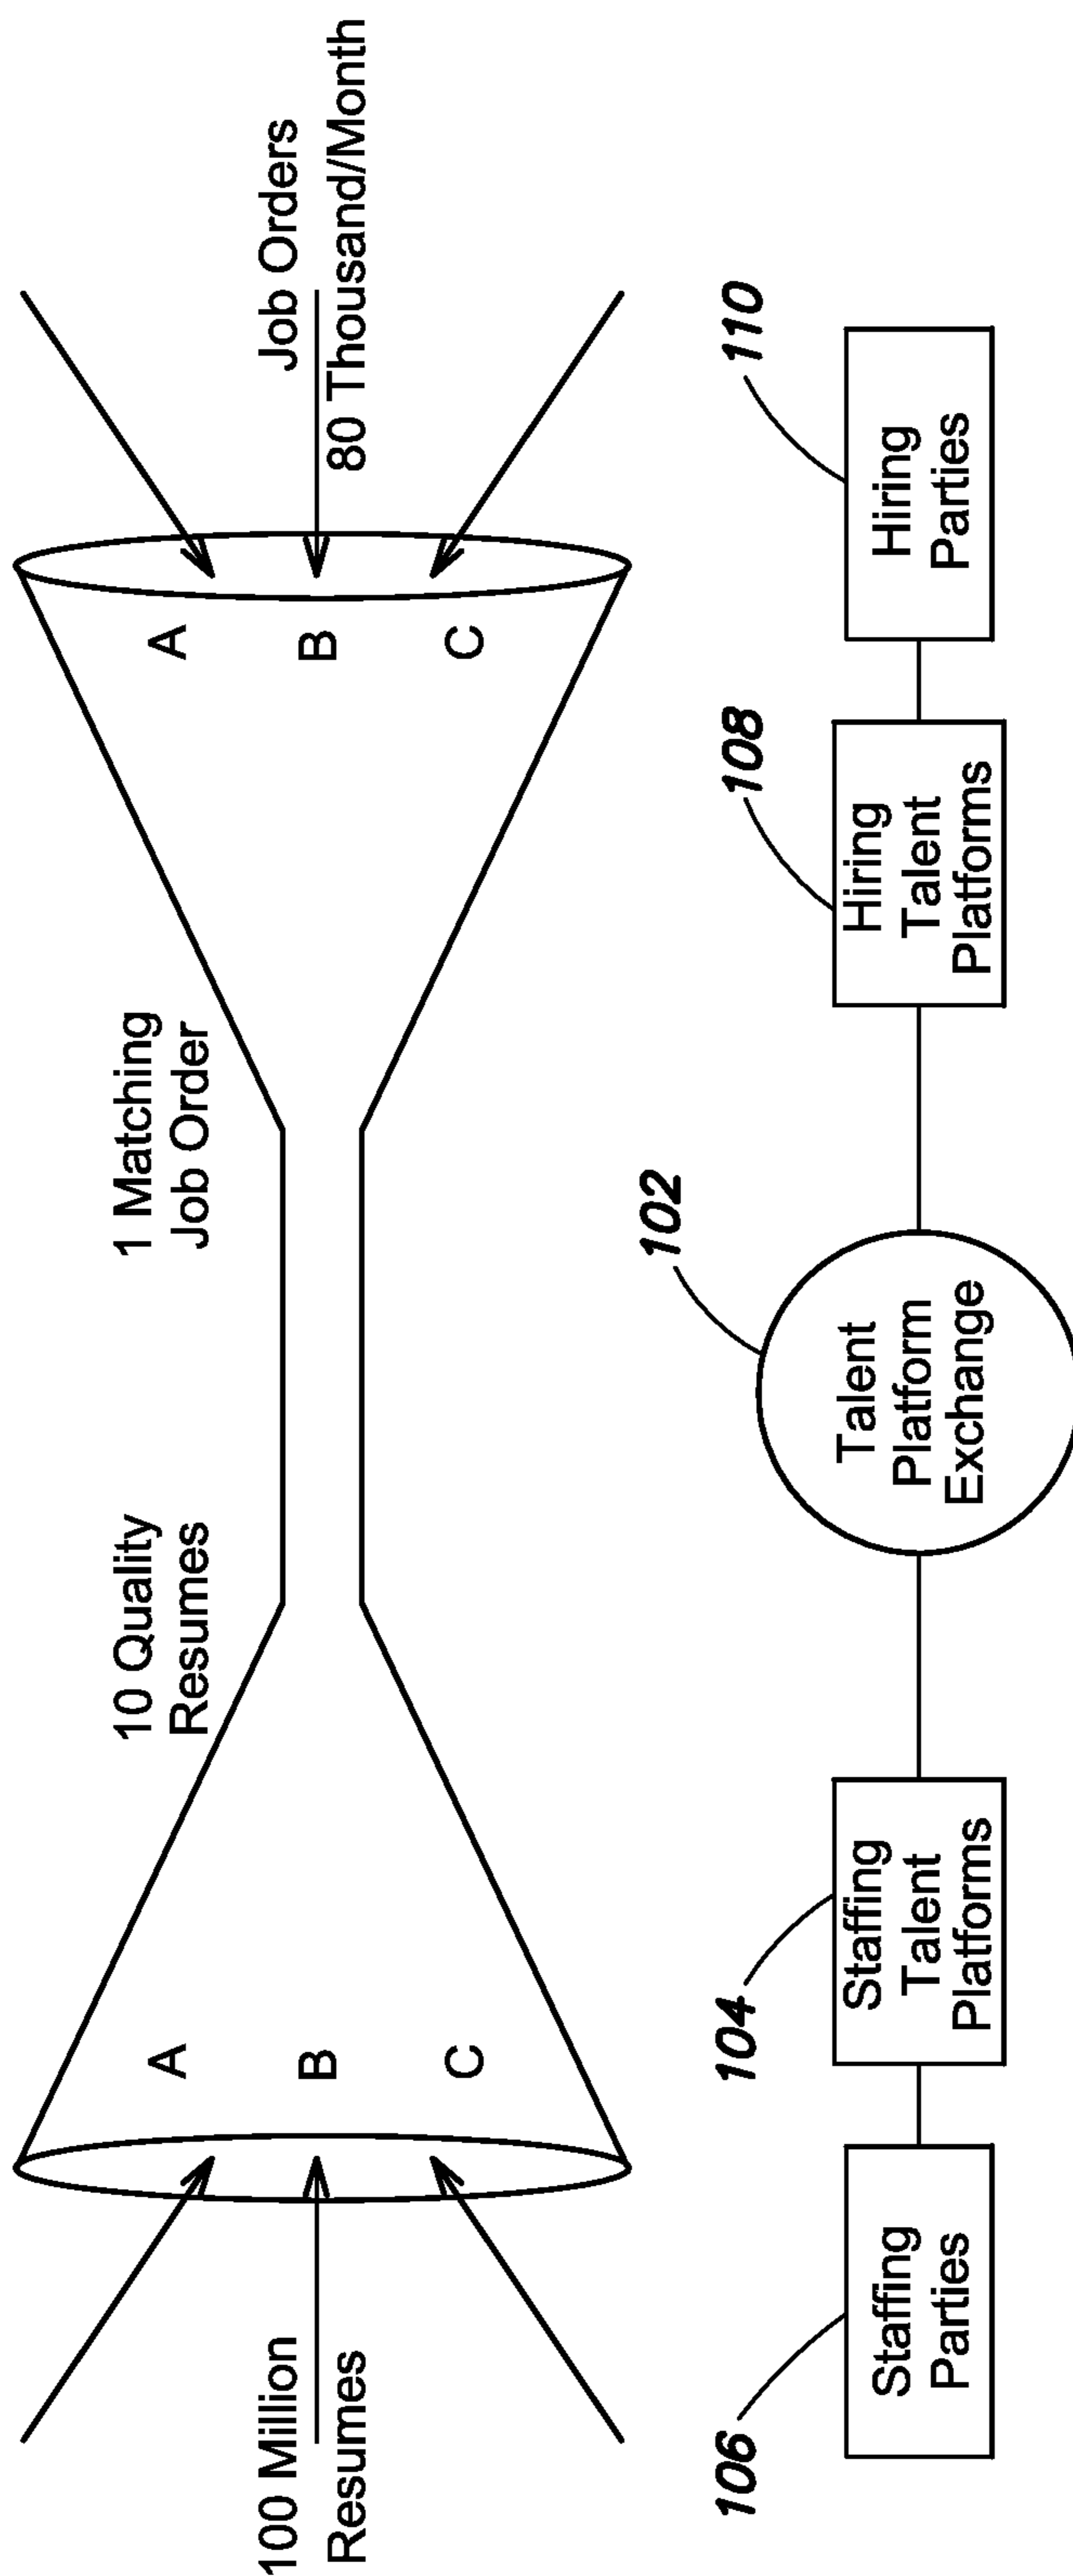 100 Million
Resumes
A
B
C
10 Quality
Resumes
1 Matching
Job Order
A
B
C
Job Orders
80 Thousand/Month
106
Staffing
Parties
104
Staffing
Talent
Platforms
102
Talent
Platform
Exchange
108
Hiring
Talent
Platforms
110
Hiring
Parties